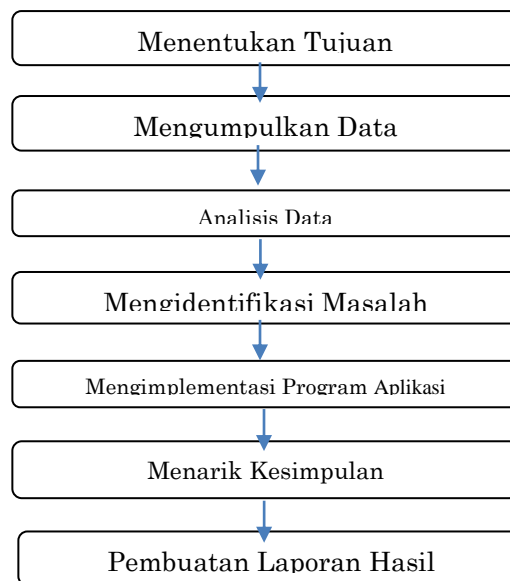 Menentukan Tujuan
Mengumpulkan Data
Analisis Data
Mengidentifikasi Masalah
Mengimplementasi Program Aplikasi
Menarik Kesimpulan
Pembuatan Laporan Hasil